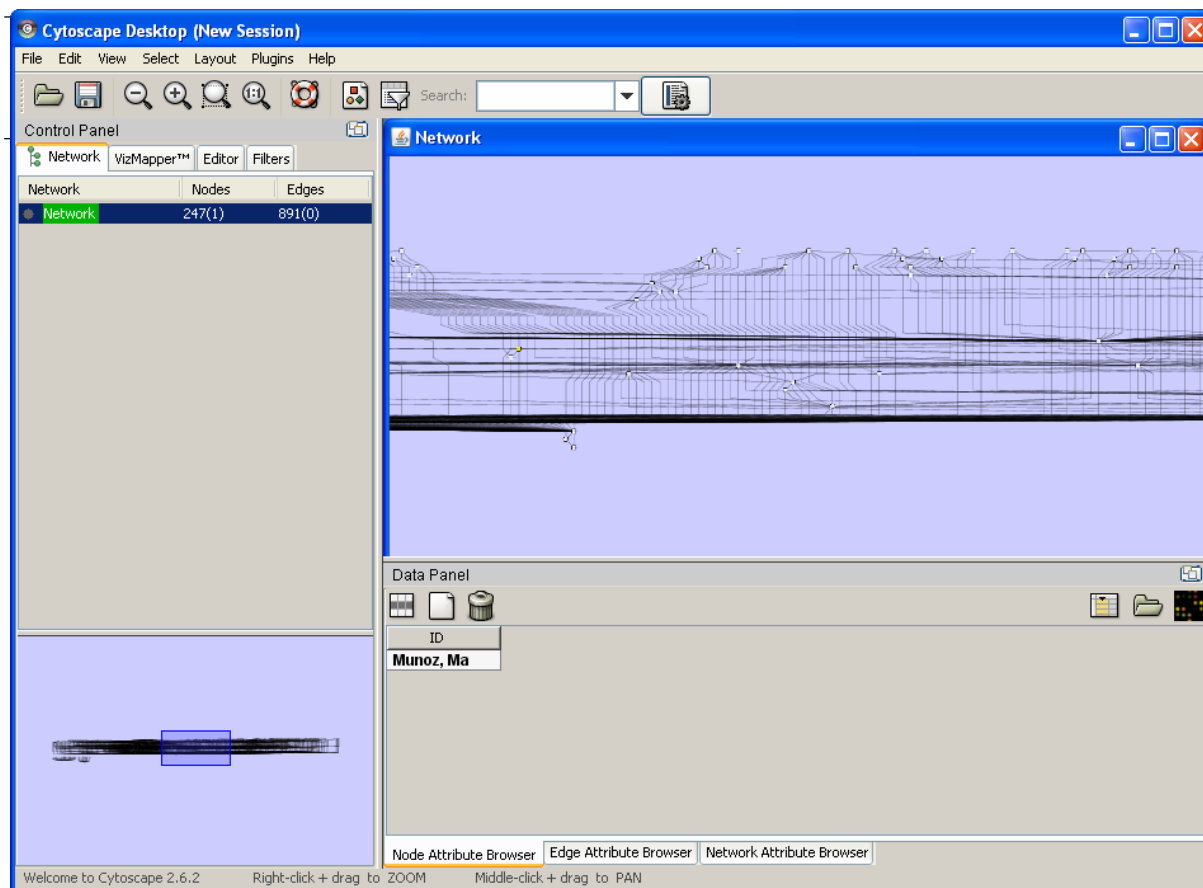 Cytoscape Desktop (New Session)
File Edit View Select Layout Plugins Help
1:1 Search:
Control Panel
Network VizMapper™ Editor Filters
Network Nodes Edges
Network 247(1) 891(0)
Network
Data Panel
ID
Munoz, Ma
Node Attribute Browser Edge Attribute Browser Network Attribute Browser
Welcome to Cytoscape 2.6.2 Right-click + drag to ZOOM Middle-click + drag to PAN